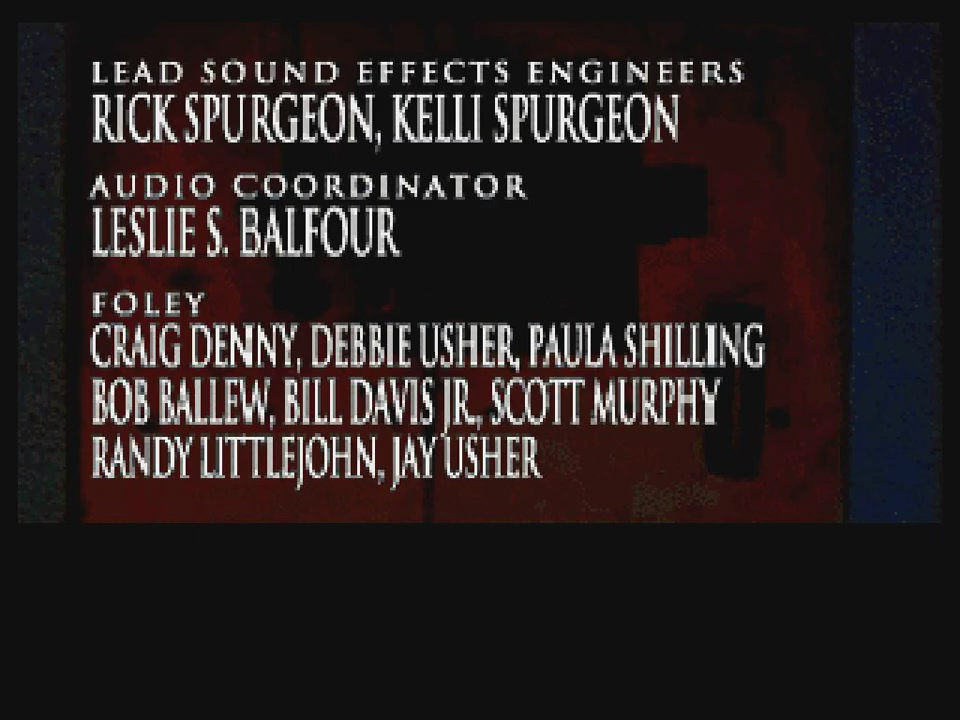 LEAD SOUND EFFECTS ENGINEERS
RICK SPURGEON, KELLI SPURGEON
AUDIO COORDINATOR
LESLIE S. BALFOUR
FOLEY
CRAIG DENNY, DEBBIE USHER, PAULA SHILLING
BOB BALLEW, BILL DAVIS JR., SCOTT MURPHY
RANDY LITTLEJOHN, JAY USHER